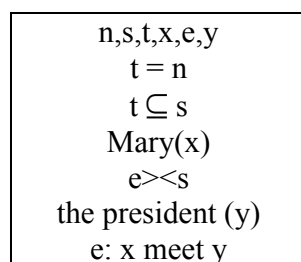 n,s,t,x,e,y
t = n
t ⊆ s
Mary(x)
e><s
the president (y)
e: x meet y